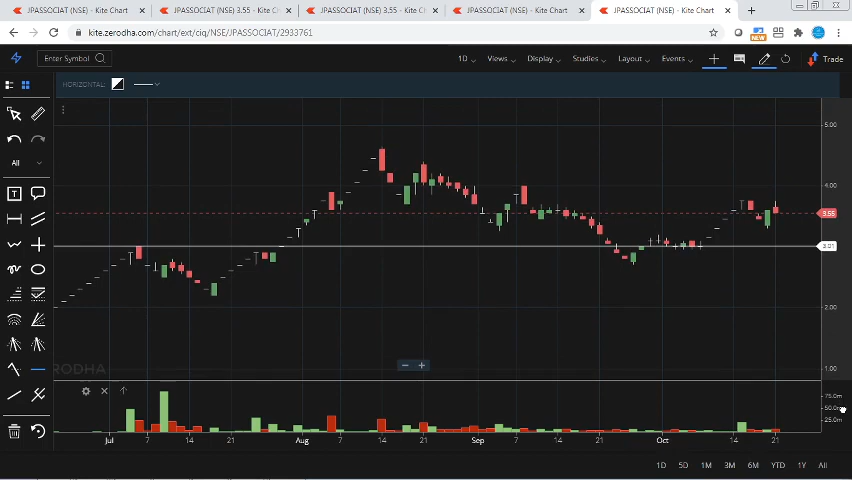 JPASSOCIAT (NSE) - Kite Chart
JPASSOCIAT (NSE) 3.55 - Kite C
JPASSOCIAT (NSE) 3.55 - Kite C
JPASSOCIAT (NSE) - Kite Chart
JPASSOCIAT (NSE) - Kite Chart
kite.zerodha.com/chart/ext/ciq/NSE/JPASSOCIAT/2933761
NEW
Enter Symbol
1D
Views
Display
Studies
Layout
Events
Trade
HORIZONTAL:
All
T
5.00
4.00
3.55
3.01
2.00
1.00
RODHA
75.0m
50.0m
25.0m
Jul 7 14 21 Aug 7 14 21 Sep 7 14 21 Oct 14 21
1D 5D 1M 3M 6M YTD 1Y All